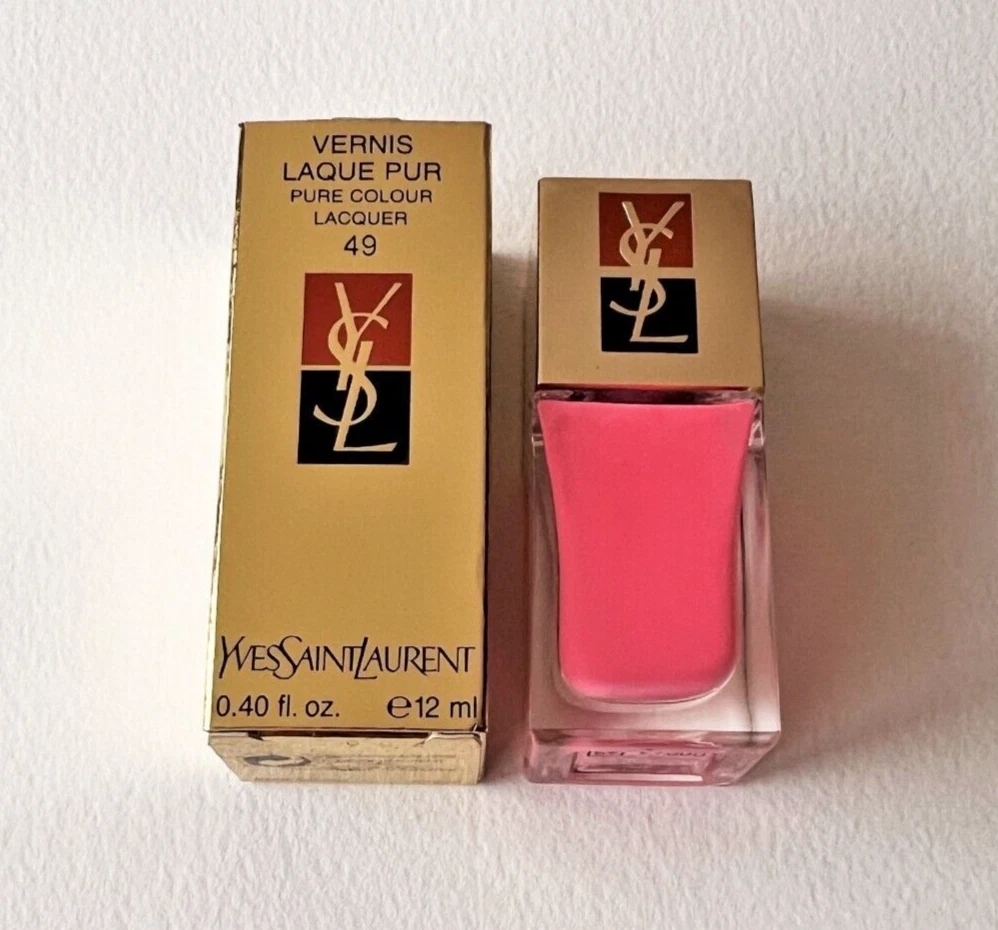 VERNIS
LAQUE PUR
PURE COLOUR
LACQUER
49
YSL
YVESSAINTLAURENT
0.40 fl. oz. ℮12 ml
YSL